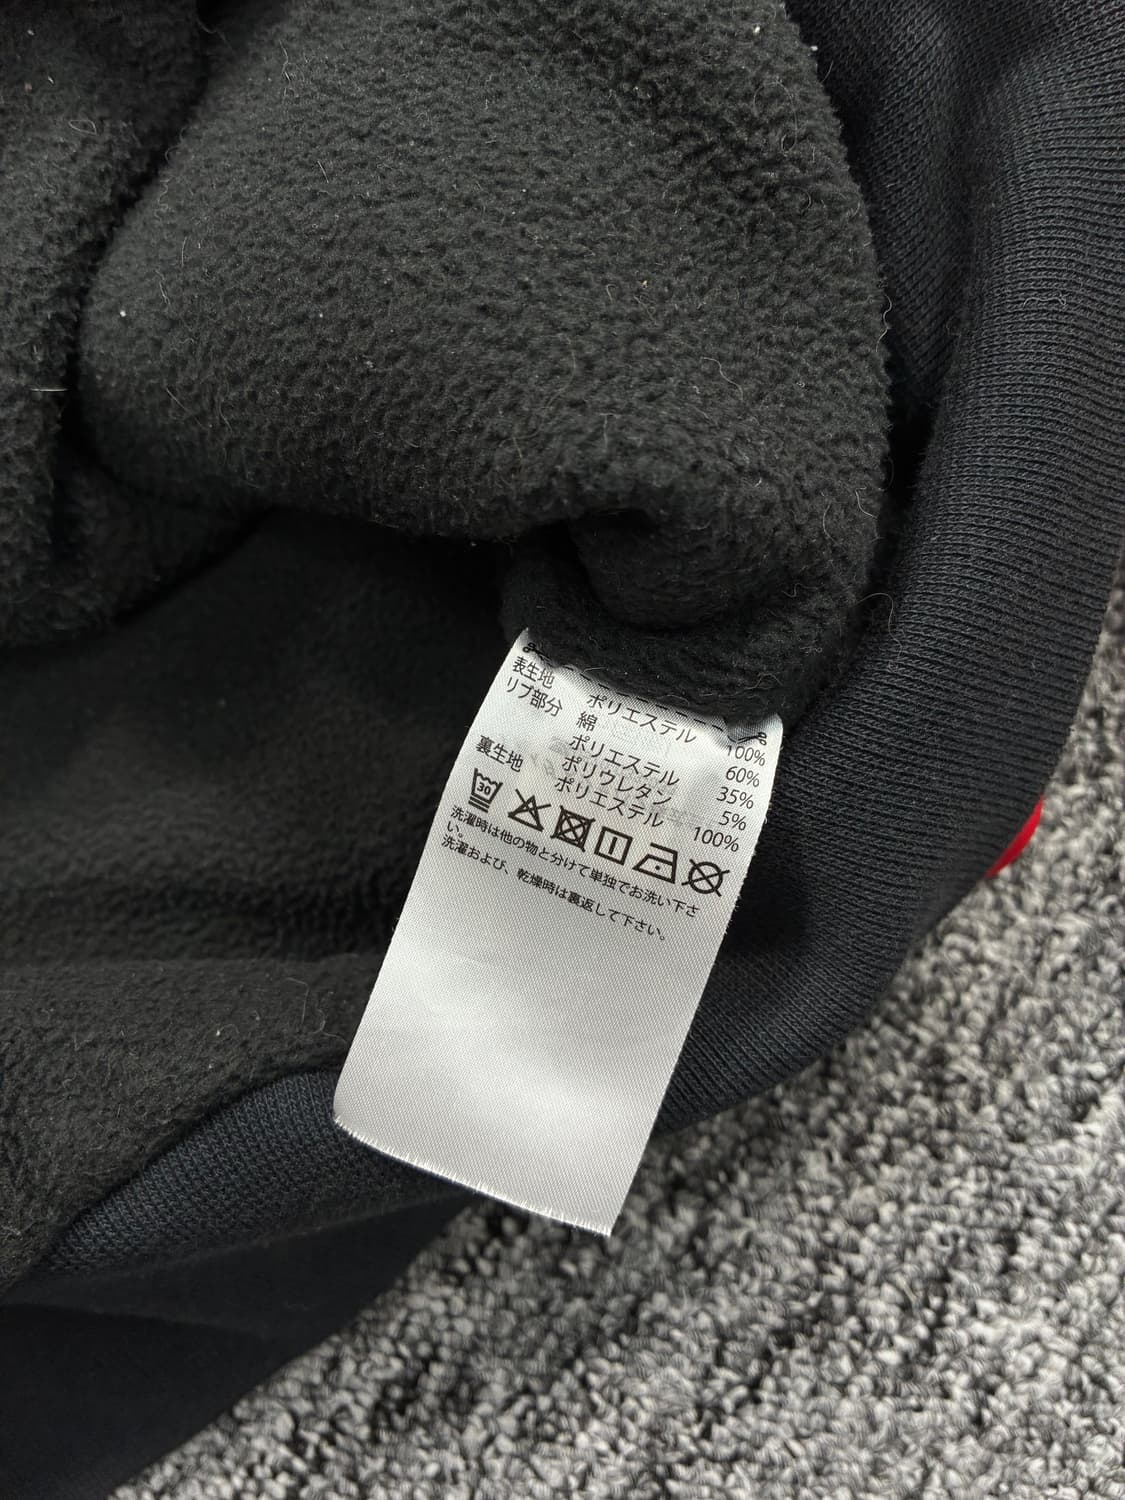 表生地 ポリエステル 100%
リブ部分 綿 60%
ポリエステル 35%
ポリウレタン 5%
裏生地 ポリエステル 100%
30
洗濯時は他の物と分けて単独でお洗い下さ
い。
洗濯および、乾燥時は裏返して下さい。